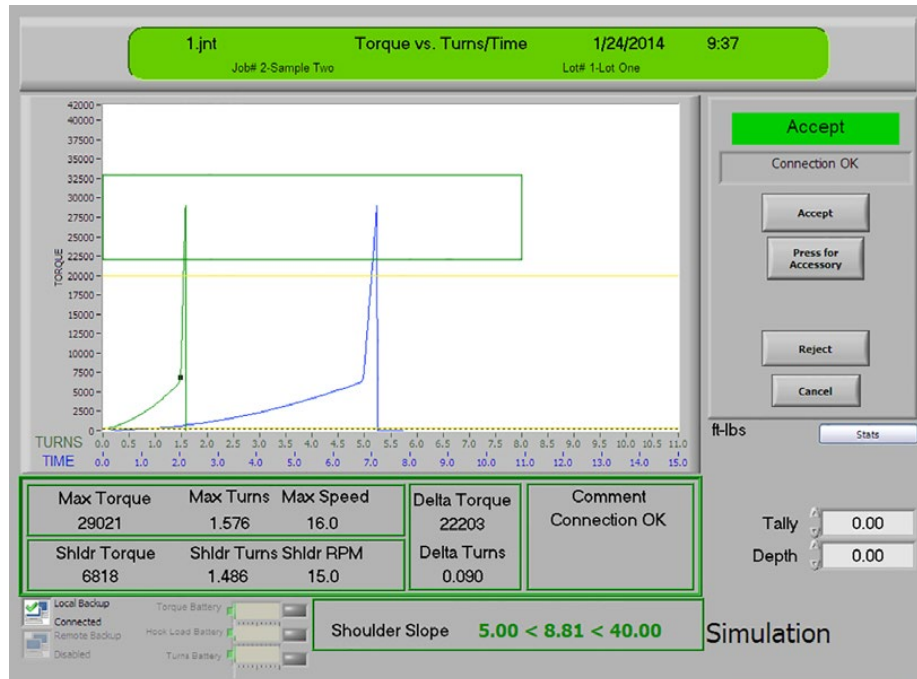 1.jnt Torque vs. Turns/Time 1/24/2014 9:37
Job# 2-Sample Two Lot# 1-Lot One
42000
40000
37500
35000
32500
30000
27500
25000
22500
20000
17500
15000
12500
10000
7500
5000
2500
0
TORQUE
TURNS 0.0 0.5 1.0 1.5 2.0 2.5 3.0 3.5 4.0 4.5 5.0 5.5 6.0 6.5 7.0 7.5 8.0 8.5 9.0 9.5 10.0 10.5 11.0
TIME 0.0 1.0 2.0 3.0 4.0 5.0 6.0 7.0 8.0 9.0 10.0 11.0 12.0 13.0 14.0 15.0
Accept
Connection OK
Accept
Press for
Accessory
Reject
Cancel
ft-lbs Stats
Max Torque Max Turns Max Speed
29021 1.576 16.0
Shldr Torque Shldr Turns Shldr RPM
6818 1.486 15.0
Delta Torque
22203
Delta Turns
0.090
Comment
Connection OK
Tally 0.00
Depth 0.00
Local Backup
Connected
Remote Backup
Disabled
Torque Battery
Hook Load Battery
Turns Battery
Shoulder Slope 5.00 < 8.81 < 40.00
Simulation